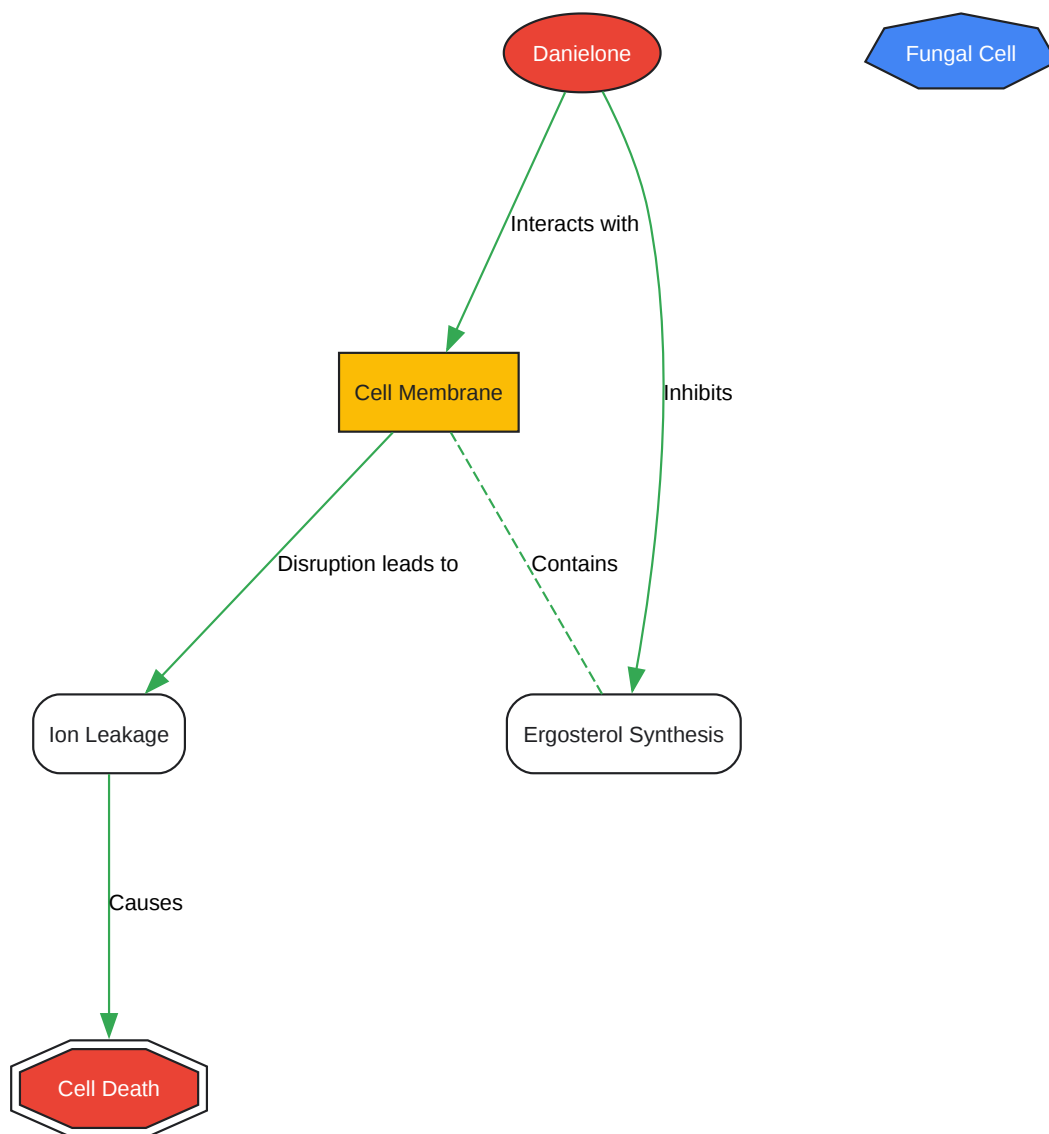 Danielone
Fungal Cell
Interacts with
Cell Membrane
Inhibits
Disruption leads to
Contains
Ion Leakage
Ergosterol Synthesis
Causes
Cell Death